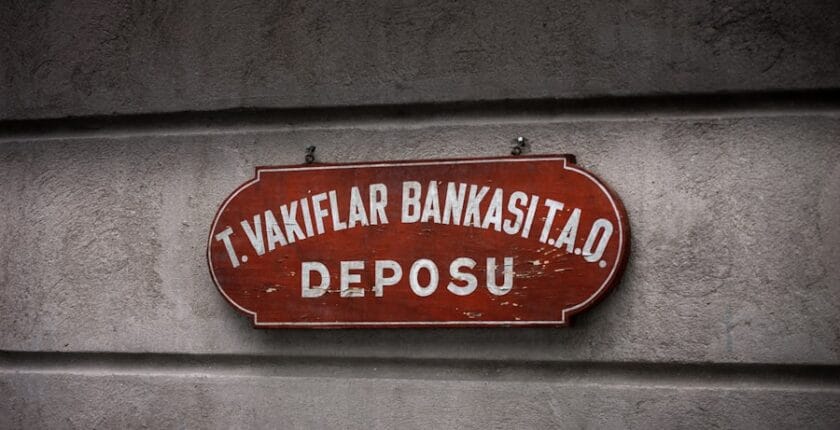 T. VAKIFLAR BANKASI T.A.O.
DEPOSU